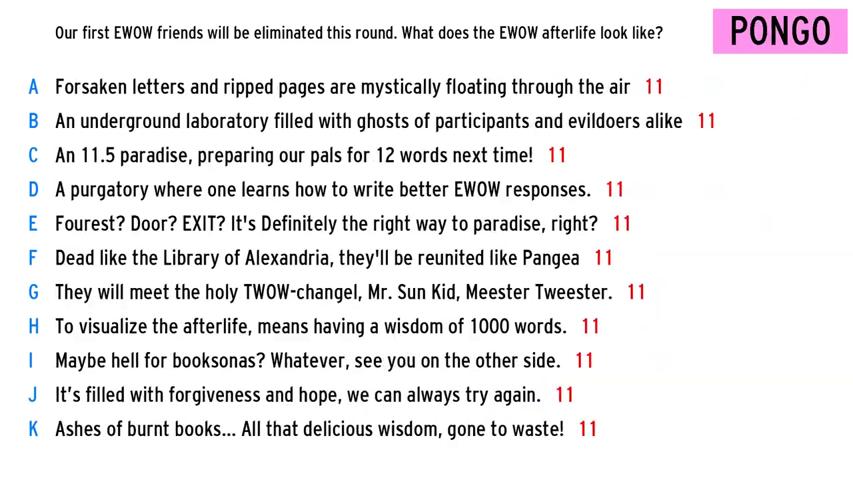 Our first EWOW friends will be eliminated this round. What does the EWOW afterlife look like?
PONGO
A Forsaken letters and ripped pages are mystically floating through the air 11
B An underground laboratory filled with ghosts of participants and evildoers alike 11
C An 11.5 paradise, preparing our pals for 12 words next time! 11
D A purgatory where one learns how to write better EWOW responses. 11
E Fourest? Door? EXIT? It's Definitely the right way to paradise, right? 11
F Dead like the Library of Alexandria, they'll be reunited like Pangea 11
G They will meet the holy TWOW-changel, Mr. Sun Kid, Meester Tweester. 11
H To visualize the afterlife, means having a wisdom of 1000 words. 11
I Maybe hell for booksonas? Whatever, see you on the other side. 11
J It’s filled with forgiveness and hope, we can always try again. 11
K Ashes of burnt books... All that delicious wisdom, gone to waste! 11